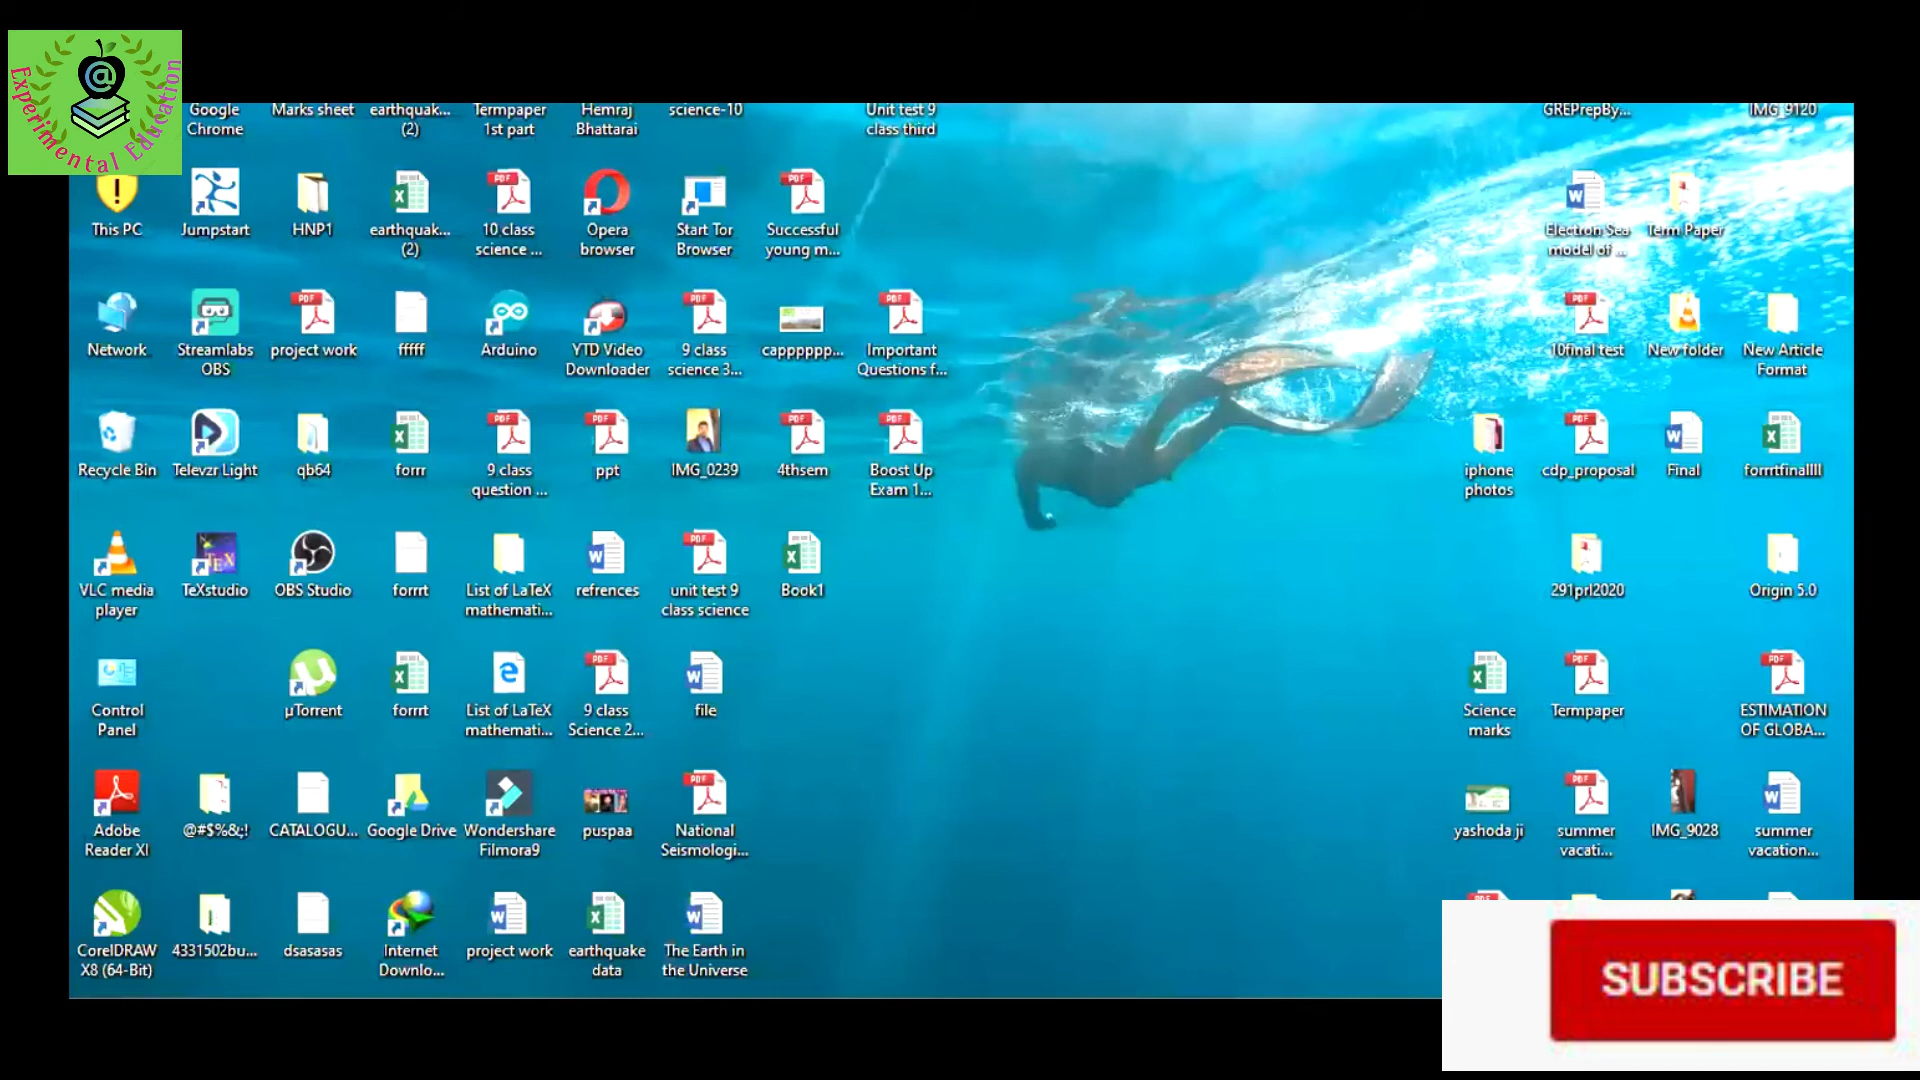 Experimental Education
Google
Chrome
Marks sheet
earthquak...
(2)
Termpaper
1st part
Hemraj
Bhattarai
science-10
Unit test 9
class third
GREPrepBy...
IMG_9120
This PC
Jumpstart
HNP1
earthquak...
(2)
10 class
science ...
Opera
browser
Start Tor
Browser
Successful
young m...
Electron Sea
model of ...
Term Paper
Network
Streamlabs
OBS
project work
fffff
Arduino
YTD Video
Downloader
9 class
science 3...
capppppp...
Important
Questions f...
10final test
New folder
New Article
Format
Recycle Bin
Televzr Light
qb64
forrr
9 class
question ...
ppt
IMG_0239
4thsem
Boost Up
Exam 1...
iphone
photos
cdp_proposal
Final
forrrtfinallll
VLC media
player
TeXstudio
OBS Studio
forrrt
List of LaTeX
mathemati...
refrences
unit test 9
class science
Book1
291prl2020
Origin 5.0
Control
Panel
µTorrent
forrrt
List of LaTeX
mathemati...
9 class
Science 2...
file
Science
marks
Termpaper
ESTIMATION
OF GLOBA...
Adobe
Reader XI
@#$%&;!
CATALOGU...
Google Drive
Wondershare
Filmora9
puspaa
National
Seismologi...
yashoda ji
summer
vacati...
IMG_9028
summer
vacation...
CorelDRAW
X8 (64-Bit)
4331502bu...
dsasasas
Internet
Downlo...
project work
earthquake
data
The Earth in
the Universe
SUBSCRIBE